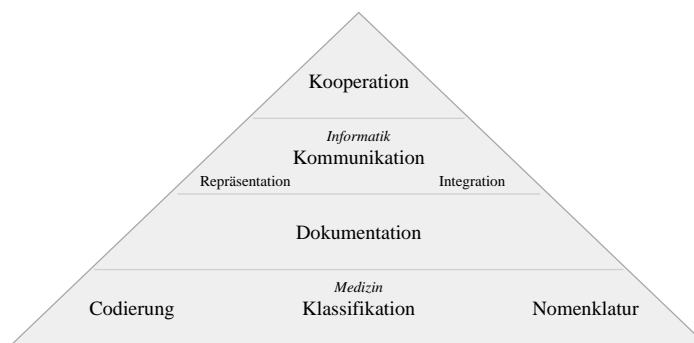 Kooperation
Informatik
Kommunikation
Repräsentation Integration
Dokumentation
Medizin
Codierung Klassifikation Nomenklatur